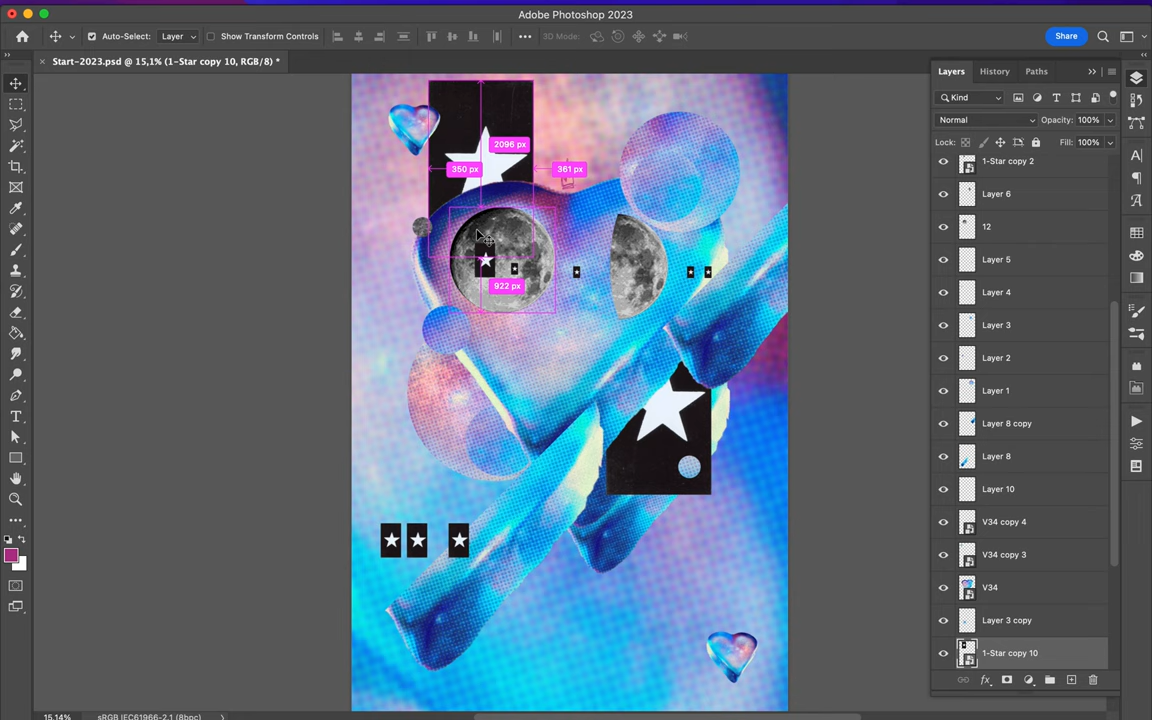 Adobe Photoshop 2023
Auto-Select: Layer Show Transform Controls 3D Mode: Share
Start-2023.psd @ 15,1% (1-Star copy 10, RGB/8) *
Layers History Paths
Kind
Normal Opacity: 100%
Lock: Fill: 100%
2096 px
350 px 361 px
922 px
1-Star copy 2
Layer 6
12
Layer 5
Layer 4
Layer 3
Layer 2
Layer 1
Layer 8 copy
Layer 8
Layer 10
V34 copy 4
V34 copy 3
V34
Layer 3 copy
1-Star copy 10
15,14% sRGB IEC61966-2.1 (8bpc)